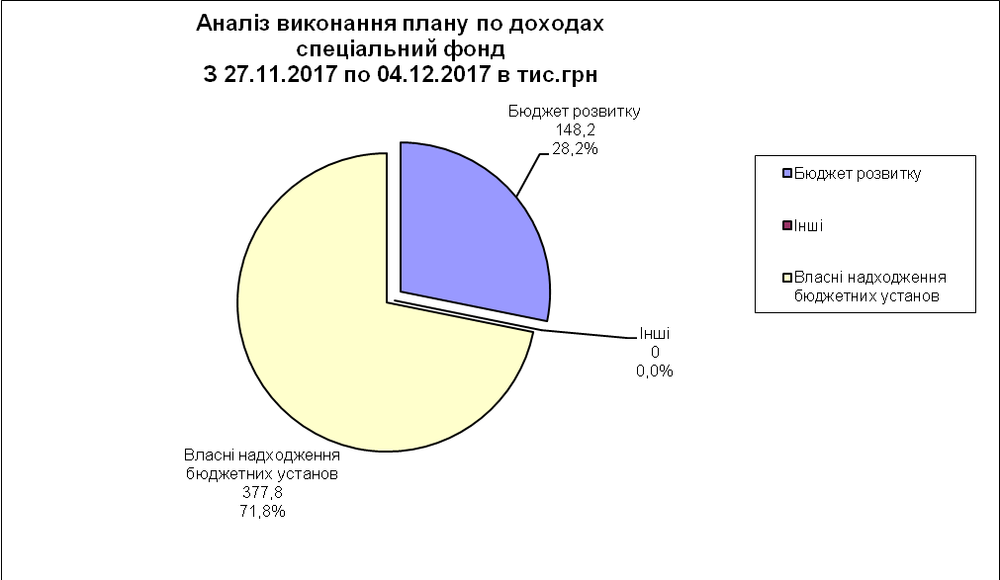 Аналіз виконання плану по доходах
спеціальний фонд
З 27.11.2017 по 04.12.2017 в тис.грн
Бюджет розвитку
148,2
28,2%
Інші
0
0,0%
Власні надходження
бюджетних установ
377,8
71,8%
Бюджет розвитку
Інші
Власні надходження
бюджетних установ